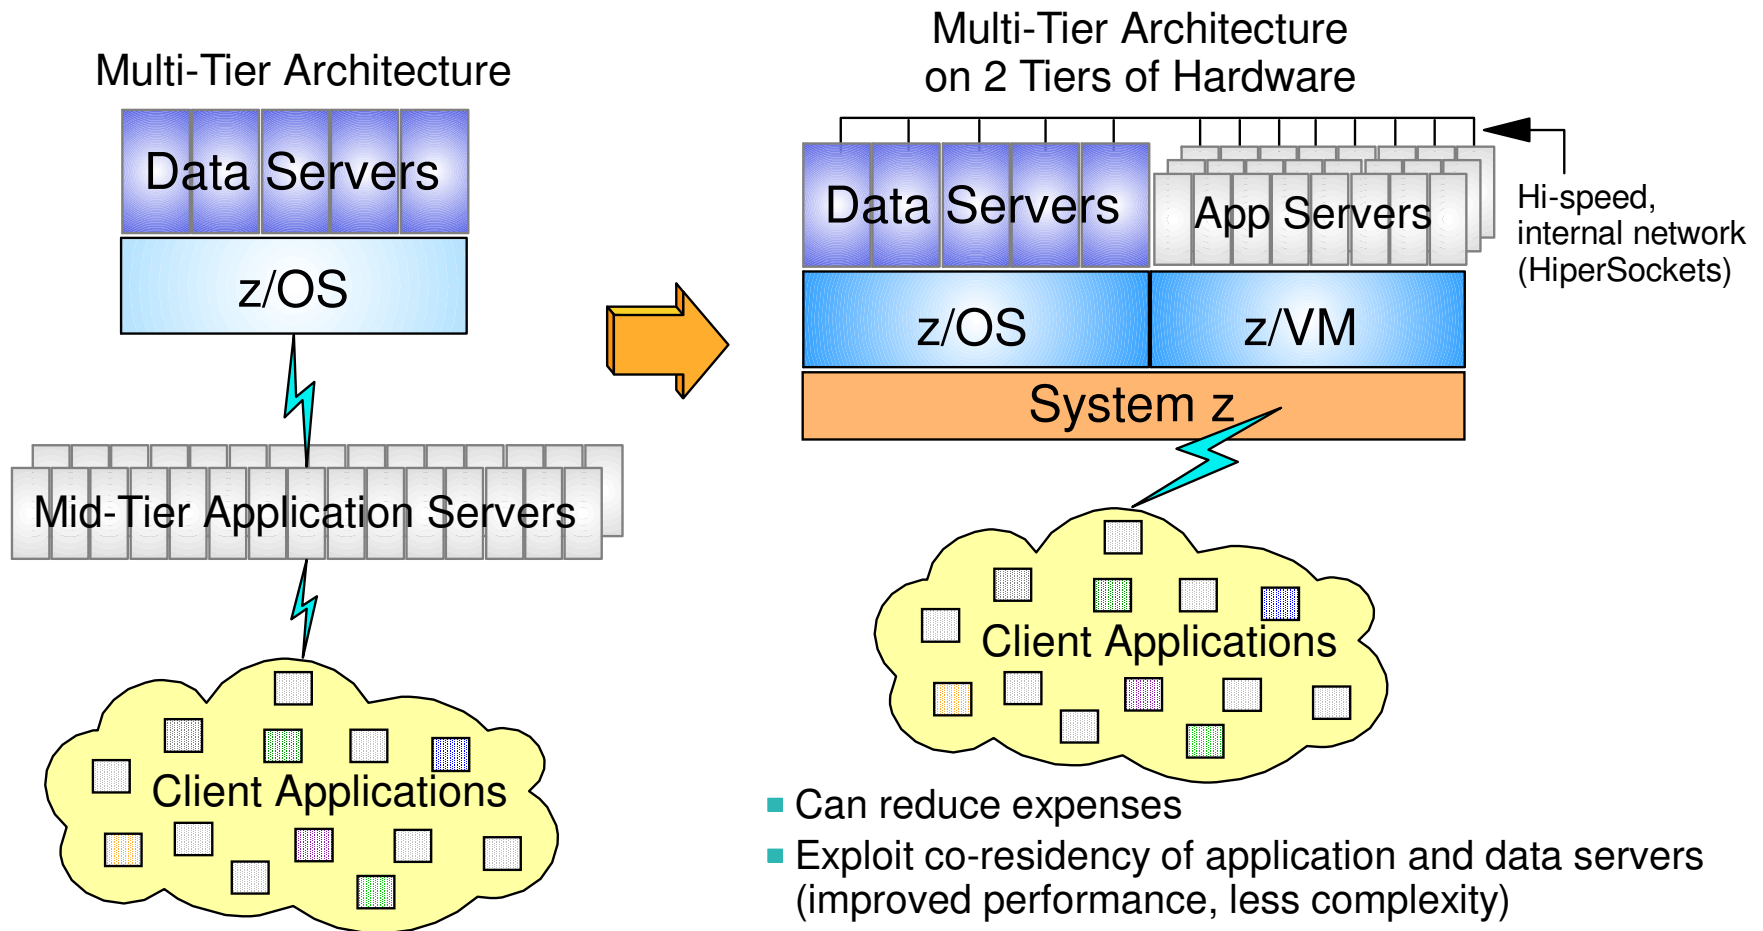 Multi-Tier Architecture
Data Servers
z/OS
Mid-Tier Application Servers
Client Applications
Multi-Tier Architecture
on 2 Tiers of Hardware
Data Servers
App Servers
Hi-speed,
internal network
(HiperSockets)
z/OS
z/VM
System z
Client Applications
Can reduce expenses
Exploit co-residency of application and data servers
(improved performance, less complexity)